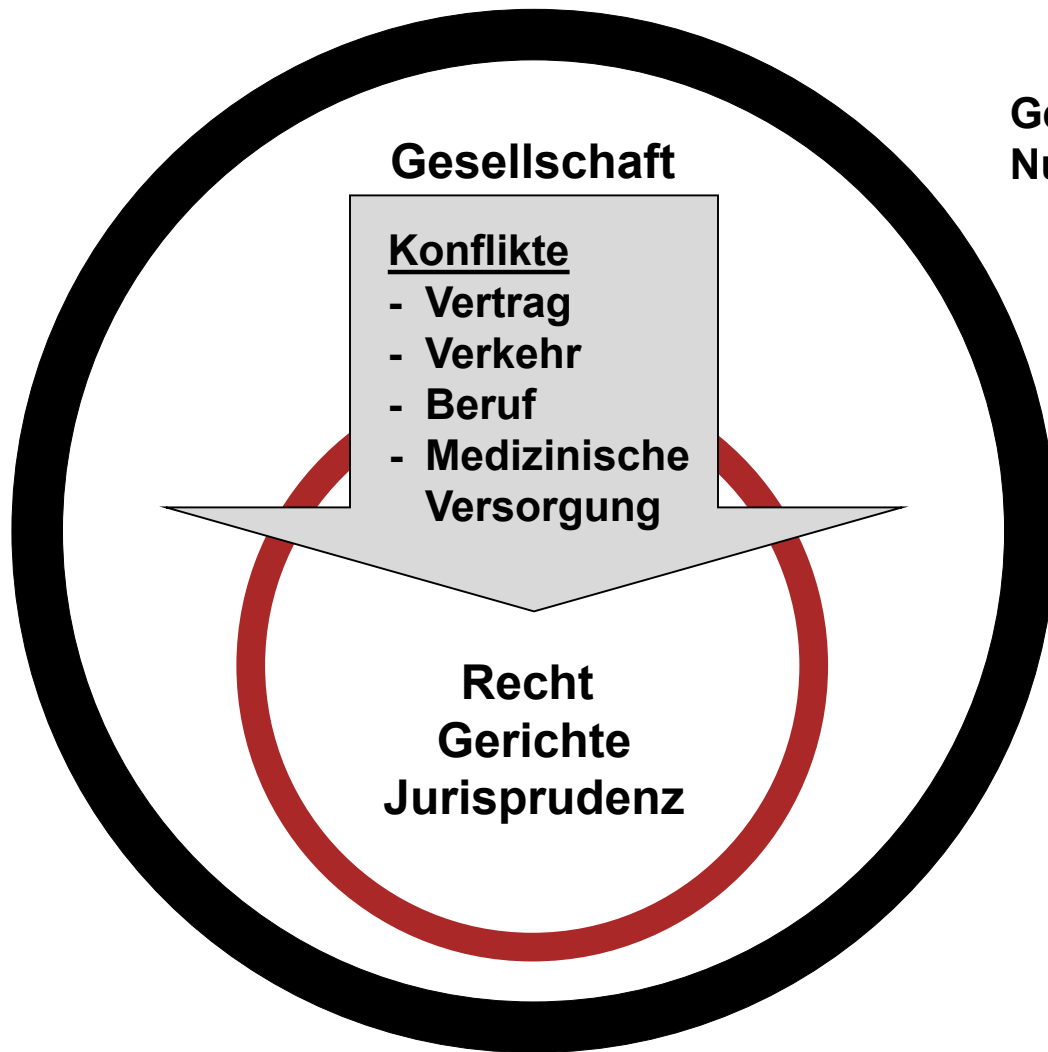 Gesellschaft
Konflikte
- Vertrag
- Verkehr
- Beruf
- Medizinische
Versorgung
Recht
Gerichte
Jurisprudenz